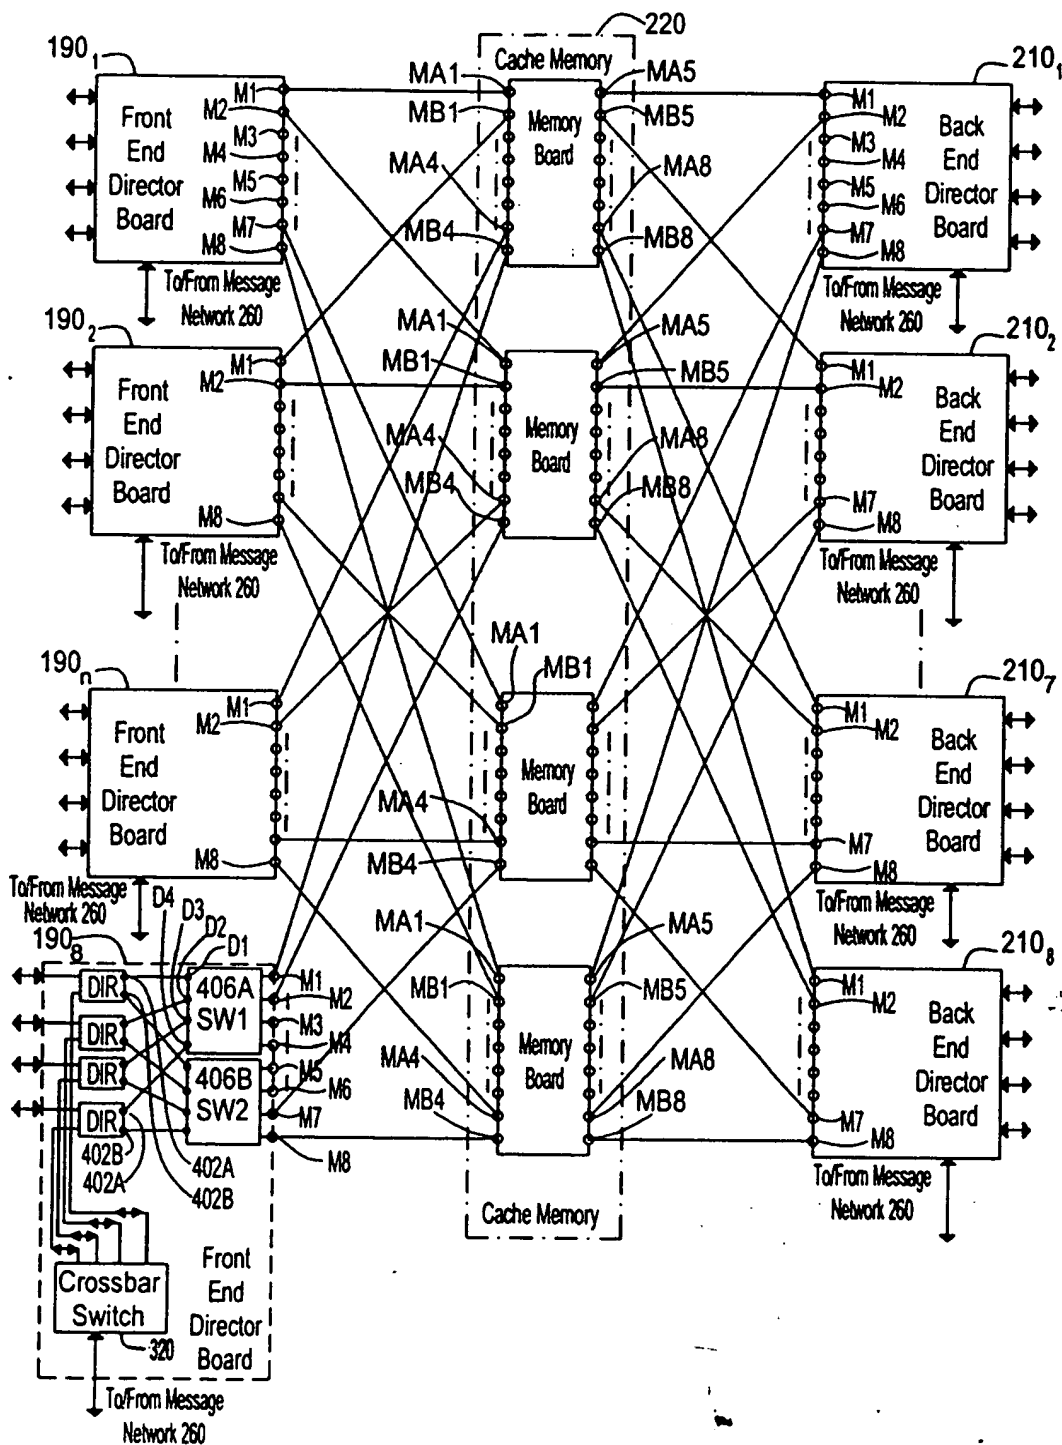 190₁
Front
End
Director
Board
M1
M2
M3
M4
M5
M6
M7
M8
To/From Message
Network 260
220
Cache Memory
MA1
MB1
MA4
MB4
Memory
Board
MA5
MB5
MA8
MB8
210₁
M1
M2
M3
M4
M5
M6
M7
M8
Back
End
Director
Board
To/From Message
Network 260
190₂
Front
End
Director
Board
M1
M2
M8
To/From Message
Network 260
MA1
MB1
MA4
MB4
Memory
Board
MA5
MB5
MA8
MB8
210₂
M1
M2
M7
M8
Back
End
Director
Board
To/From Message
Network 260
190ₙ
Front
End
Director
Board
M1
M2
M8
To/From Message
Network 260
MA1
MB1
MA4
MB4
Memory
Board
210₇
M1
M2
M7
M8
Back
End
Director
Board
To/From Message
Network 260
190₈
D4
D3
D2
D1
DIR
DIR
DIR
DIR
406A
SW1
406B
SW2
M1
M2
M3
M4
M5
M6
M7
M8
402B
402A
402A
402B
Crossbar
Switch
320
Front
End
Director
Board
To/From Message
Network 260
MA1
MB1
MA4
MB4
Memory
Board
MA5
MB5
MA8
MB8
Cache Memory
210₈
M1
M2
M7
M8
Back
End
Director
Board
To/From Message
Network 260